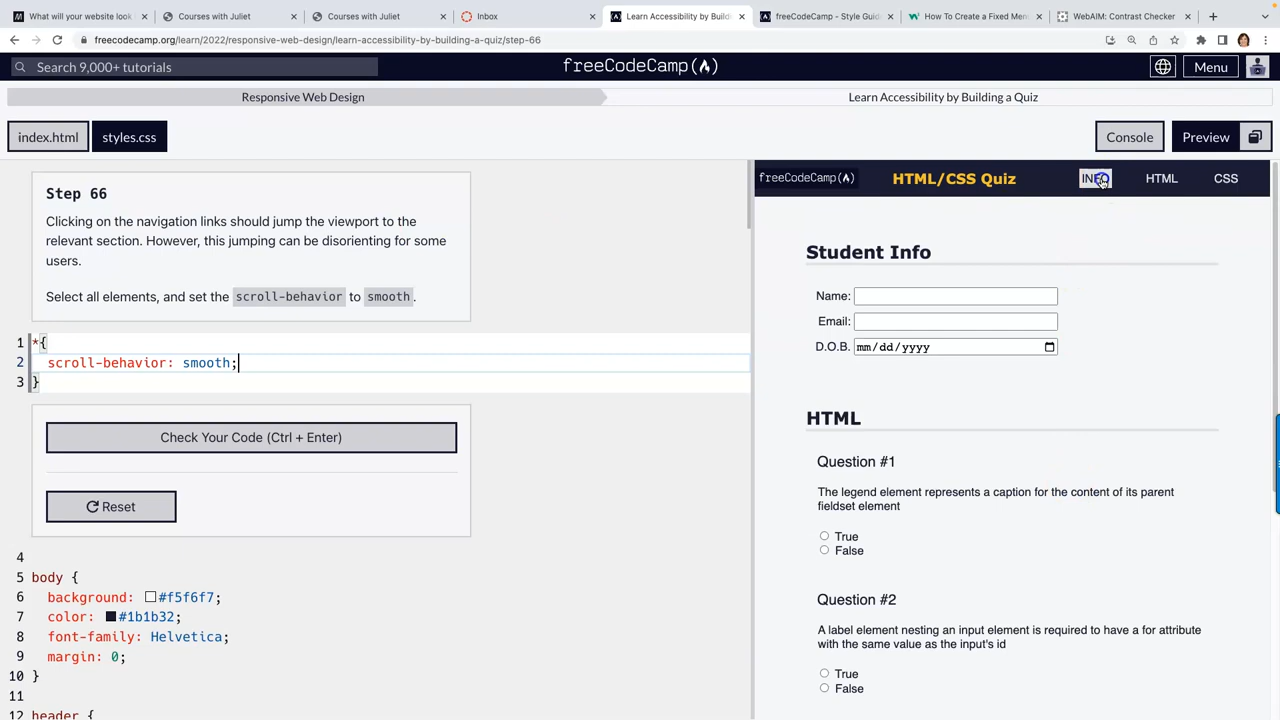 What will your website look
Courses with Juliet
Courses with Juliet
Inbox
Learn Accessibility by Build
freeCodeCamp - Style Guid
How To Create a Fixed Men
WebAIM: Contrast Checker
freecodecamp.org/learn/2022/responsive-web-design/learn-accessibility-by-building-a-quiz/step-66
Search 9,000+ tutorials
freeCodeCamp
Menu
Responsive Web Design
Learn Accessibility by Building a Quiz
index.html
styles.css
Console
Preview
Step 66
Clicking on the navigation links should jump the viewport to the
relevant section. However, this jumping can be disorienting for some
users.
Select all elements, and set the scroll-behavior to smooth.
1 *{
2 scroll-behavior: smooth;
3 }
Check Your Code (Ctrl + Enter)
Reset
4
5 body {
6 background: #f5f6f7;
7 color: #1b1b32;
8 font-family: Helvetica;
9 margin: 0;
10 }
11
12 header {
freeCodeCamp
HTML/CSS Quiz
INFO
HTML
CSS
Student Info
Name:
Email:
D.O.B. mm/dd/yyyy
HTML
Question #1
The legend element represents a caption for the content of its parent
fieldset element
True
False
Question #2
A label element nesting an input element is required to have a for attribute
with the same value as the input's id
True
False